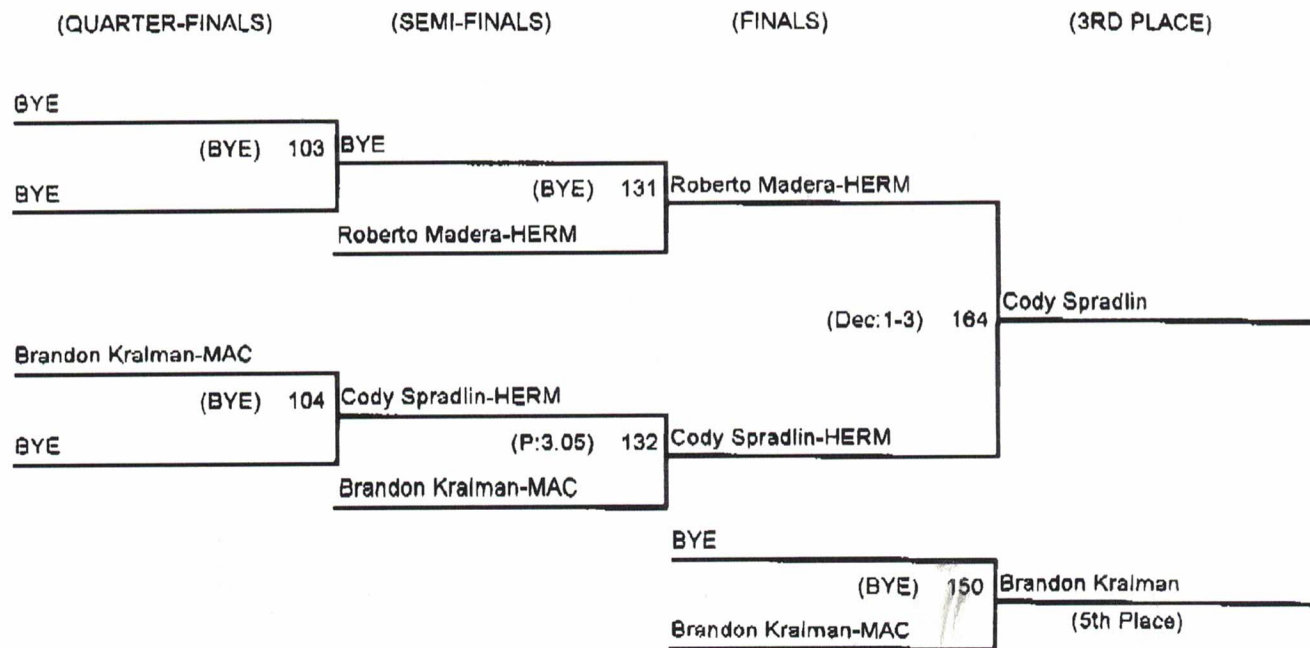 (QUARTER-FINALS) (SEMI-FINALS) (FINALS) (3RD PLACE)
BYE
(BYE) 103 BYE
BYE
(BYE) 131 Roberto Madera-HERM
Roberto Madera-HERM
(Dec:1-3) 164 Cody Spradlin
Brandon Kralman-MAC
(BYE) 104 Cody Spradlin-HERM
BYE
(P:3.05) 132 Cody Spradlin-HERM
Brandon Kralman-MAC
BYE
(BYE) 150 Brandon Kralman
(5th Place)
Brandon Kralman-MAC